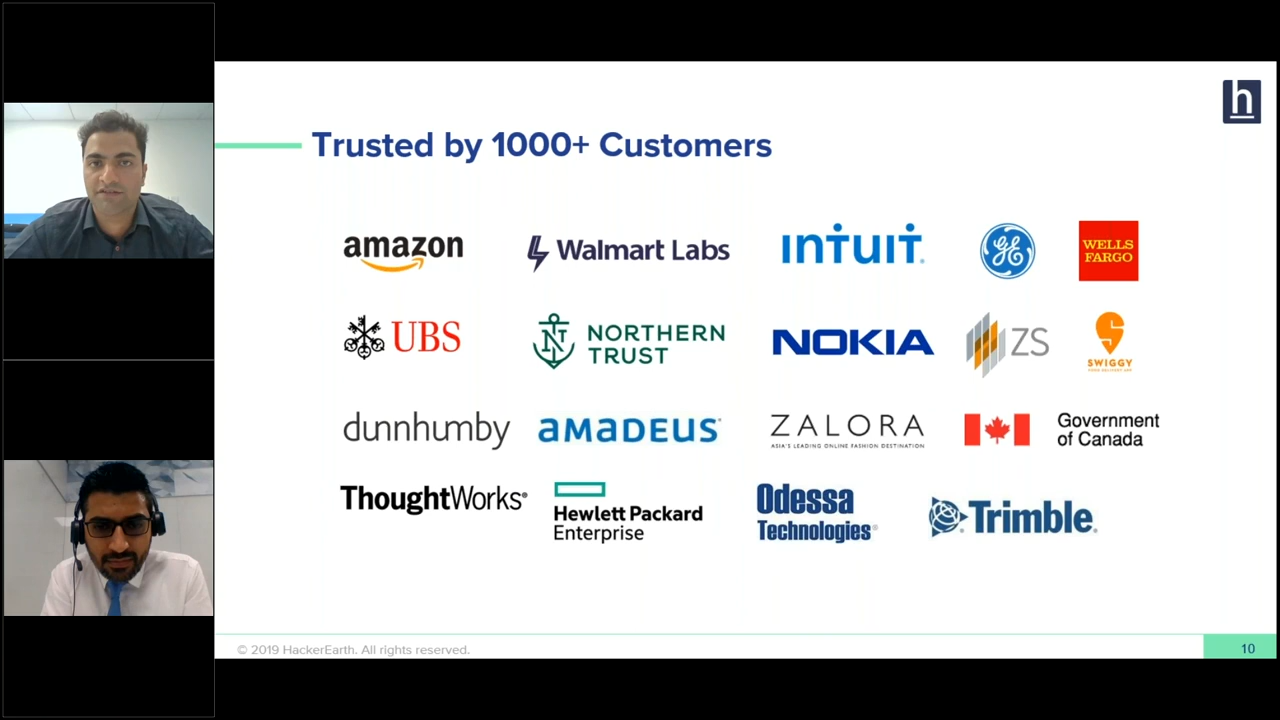 h
Trusted by 1000+ Customers
amazon
Walmart Labs
intuit
GE
WELLS
FARGO
UBS
N
NORTHERN
TRUST
NOKIA
ZS
SWIGGY
dunnhumby
amadeus
ZALORA
ASIA'S LEADING ONLINE FASHION DESTINATION
Government
of Canada
ThoughtWorks®
Hewlett Packard
Enterprise
Odessa
Technologies
Trimble
© 2019 HackerEarth. All rights reserved.
10